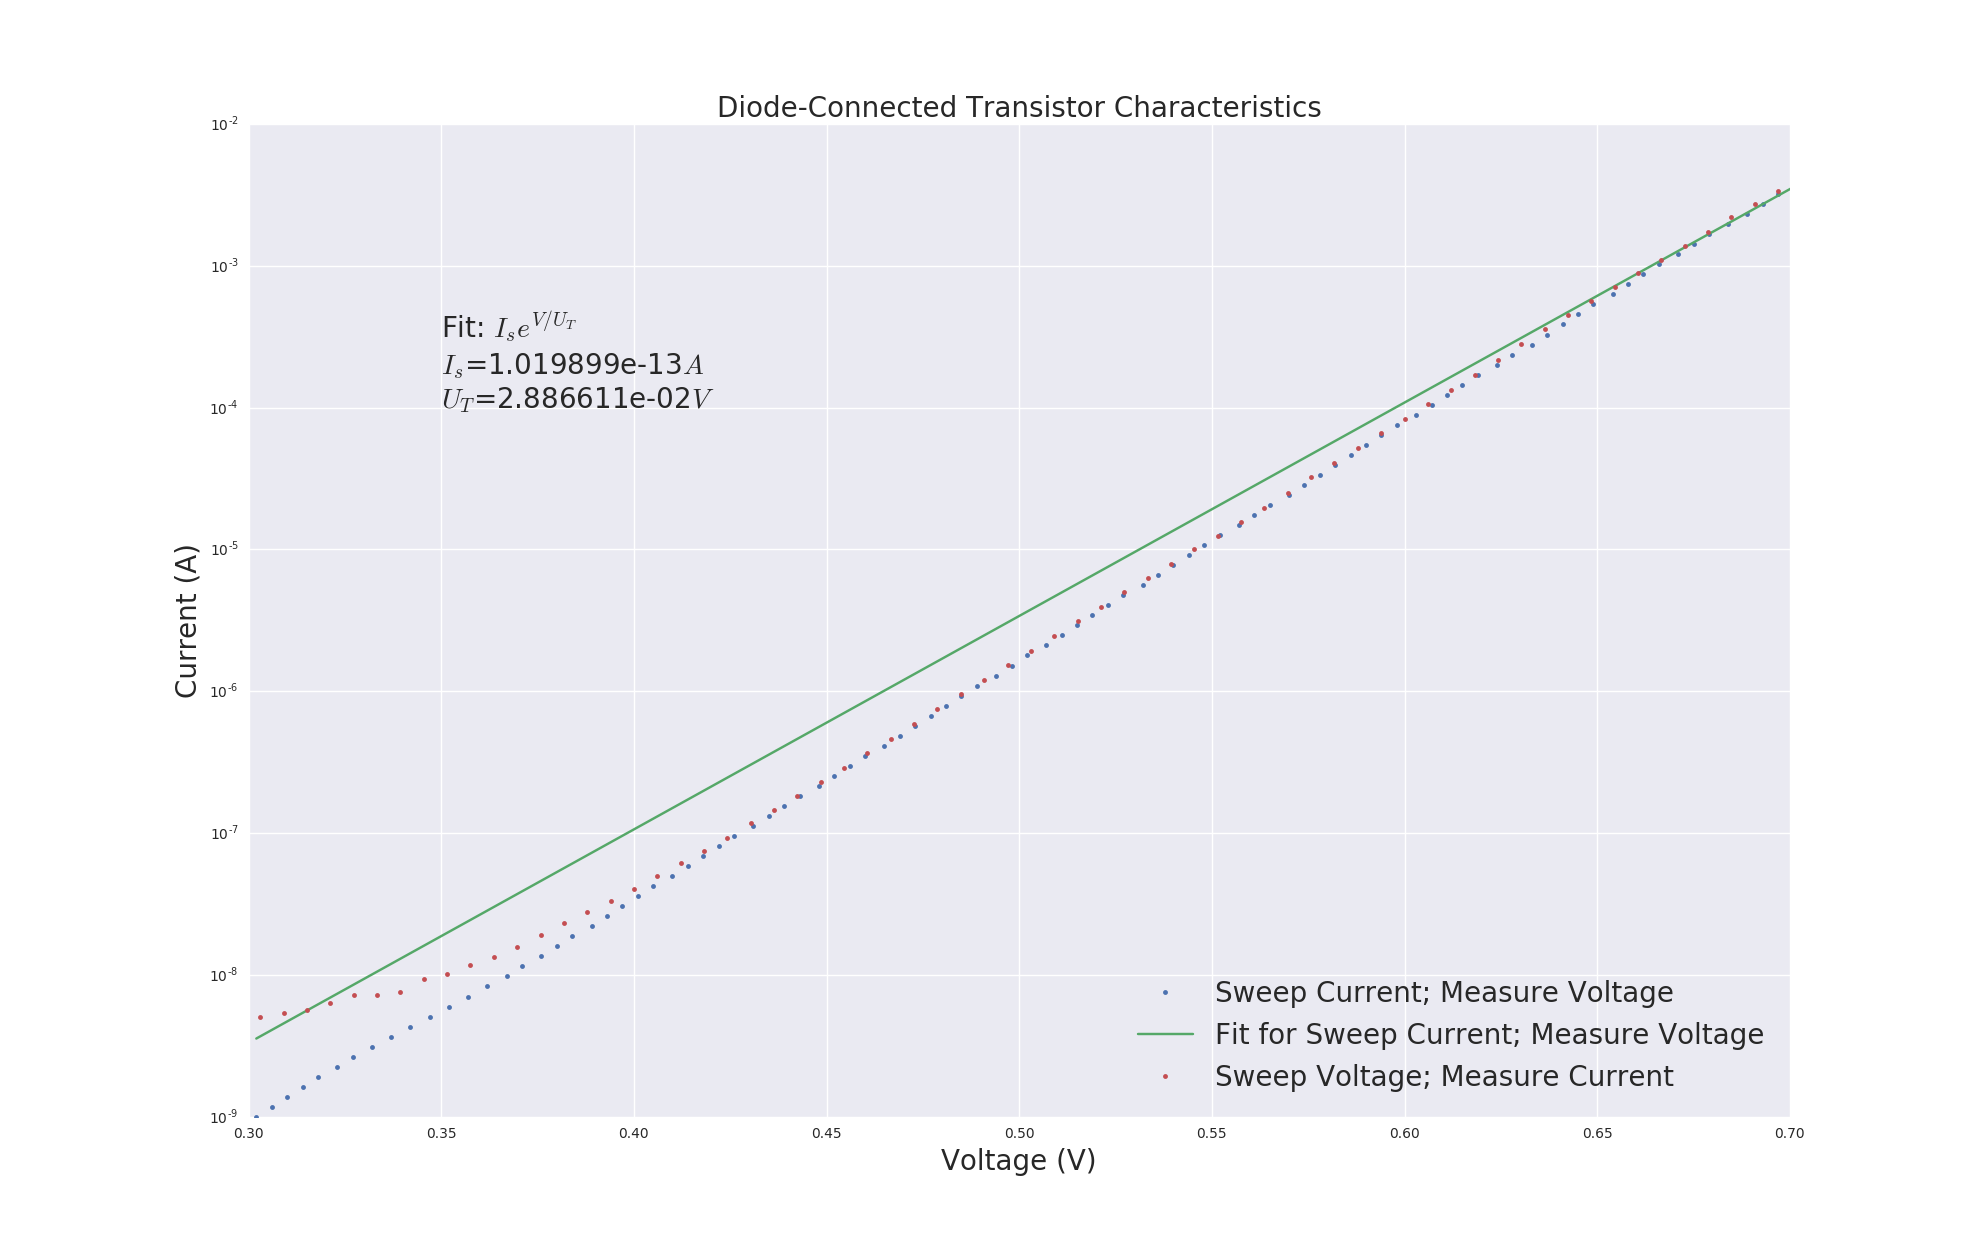 Diode-Connected Transistor Characteristics
10^-2
10^-3
10^-4
10^-5
10^-6
10^-7
10^-8
10^-9
Current (A)
Fit: I_s e^{V/U_T}
I_s=1.019899e-13A
U_T=2.886611e-02V
Sweep Current; Measure Voltage
Fit for Sweep Current; Measure Voltage
Sweep Voltage; Measure Current
0.30 0.35 0.40 0.45 0.50 0.55 0.60 0.65 0.70
Voltage (V)